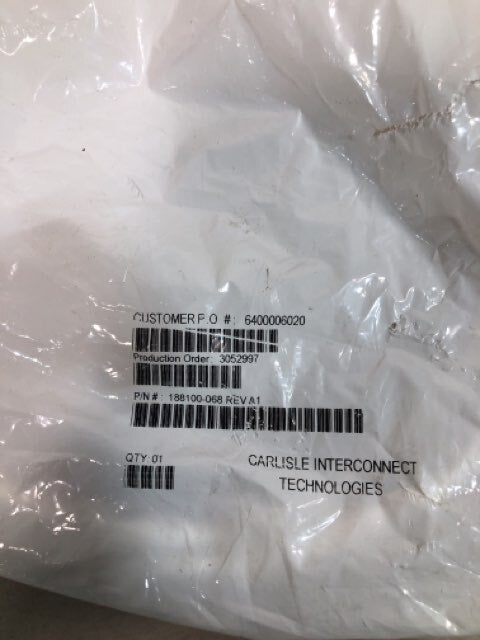 CUSTOMER P.O #: 6400006020
Production Order: 3052997
P/N #: 188100-068 REV A1
QTY: 01
CARLISLE INTERCONNECT
TECHNOLOGIES